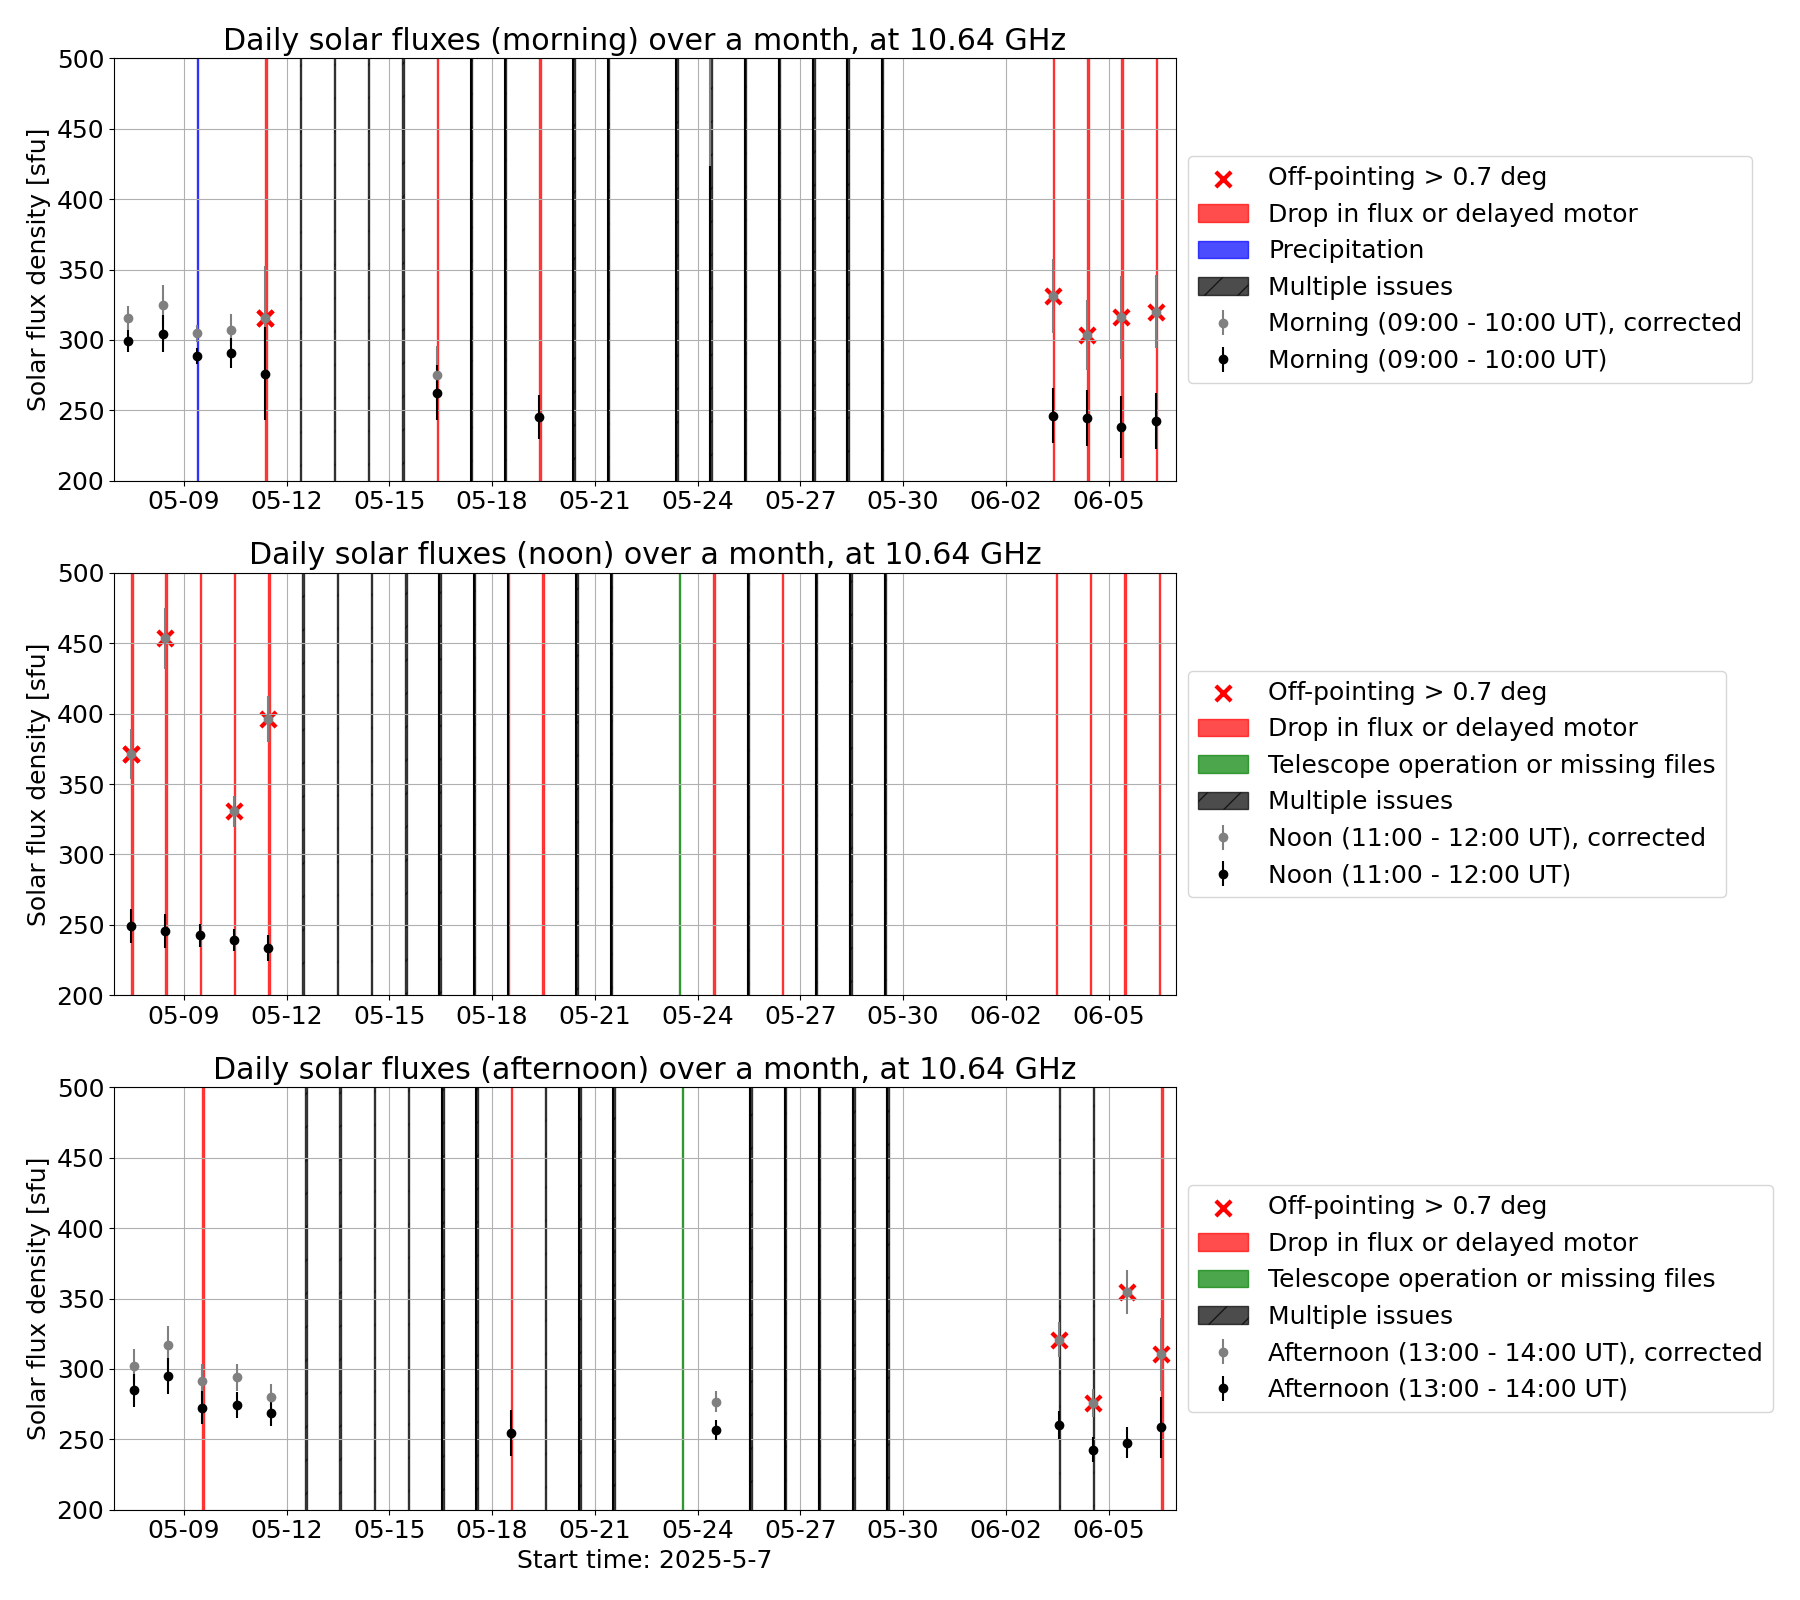 Daily solar fluxes (morning) over a month, at 10.64 GHz
Solar flux density [sfu]
500
450
400
350
300
250
200
05-09 05-12 05-15 05-18 05-21 05-24 05-27 05-30 06-02 06-05
Off-pointing > 0.7 deg
Drop in flux or delayed motor
Precipitation
Multiple issues
Morning (09:00 - 10:00 UT), corrected
Morning (09:00 - 10:00 UT)
Daily solar fluxes (noon) over a month, at 10.64 GHz
Solar flux density [sfu]
500
450
400
350
300
250
200
05-09 05-12 05-15 05-18 05-21 05-24 05-27 05-30 06-02 06-05
Off-pointing > 0.7 deg
Drop in flux or delayed motor
Telescope operation or missing files
Multiple issues
Noon (11:00 - 12:00 UT), corrected
Noon (11:00 - 12:00 UT)
Daily solar fluxes (afternoon) over a month, at 10.64 GHz
Solar flux density [sfu]
500
450
400
350
300
250
200
05-09 05-12 05-15 05-18 05-21 05-24 05-27 05-30 06-02 06-05
Start time: 2025-5-7
Off-pointing > 0.7 deg
Drop in flux or delayed motor
Telescope operation or missing files
Multiple issues
Afternoon (13:00 - 14:00 UT), corrected
Afternoon (13:00 - 14:00 UT)